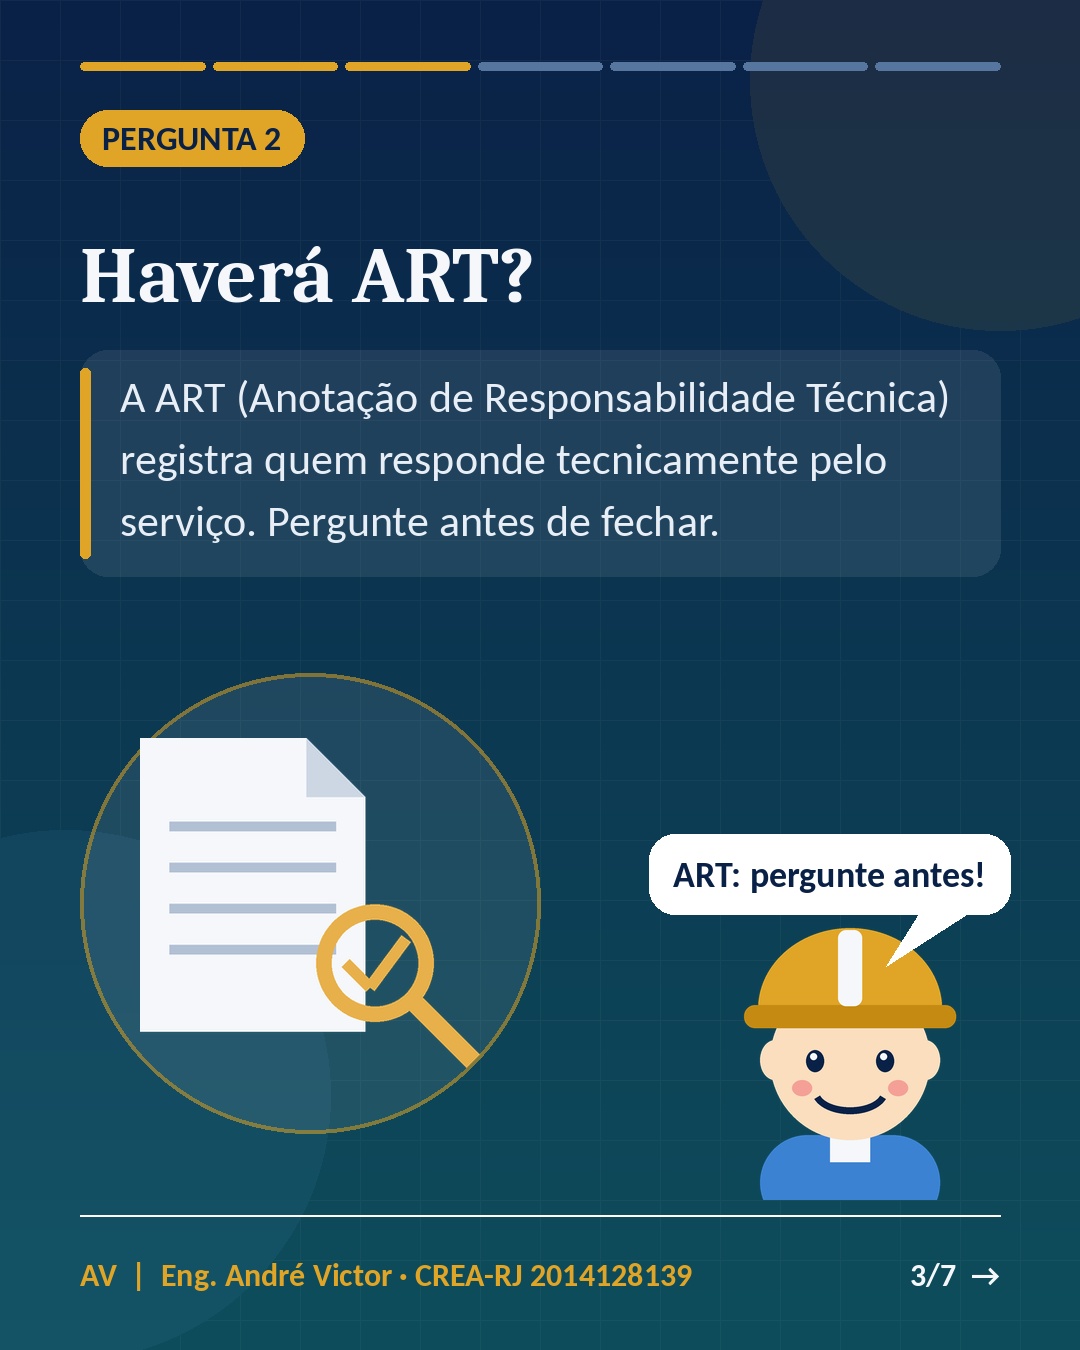 PERGUNTA 2
Haverá ART?
A ART (Anotação de Responsabilidade Técnica)
registra quem responde tecnicamente pelo
serviço. Pergunte antes de fechar.
ART: pergunte antes!
AV | Eng. André Victor · CREA-RJ 2014128139
3/7 →